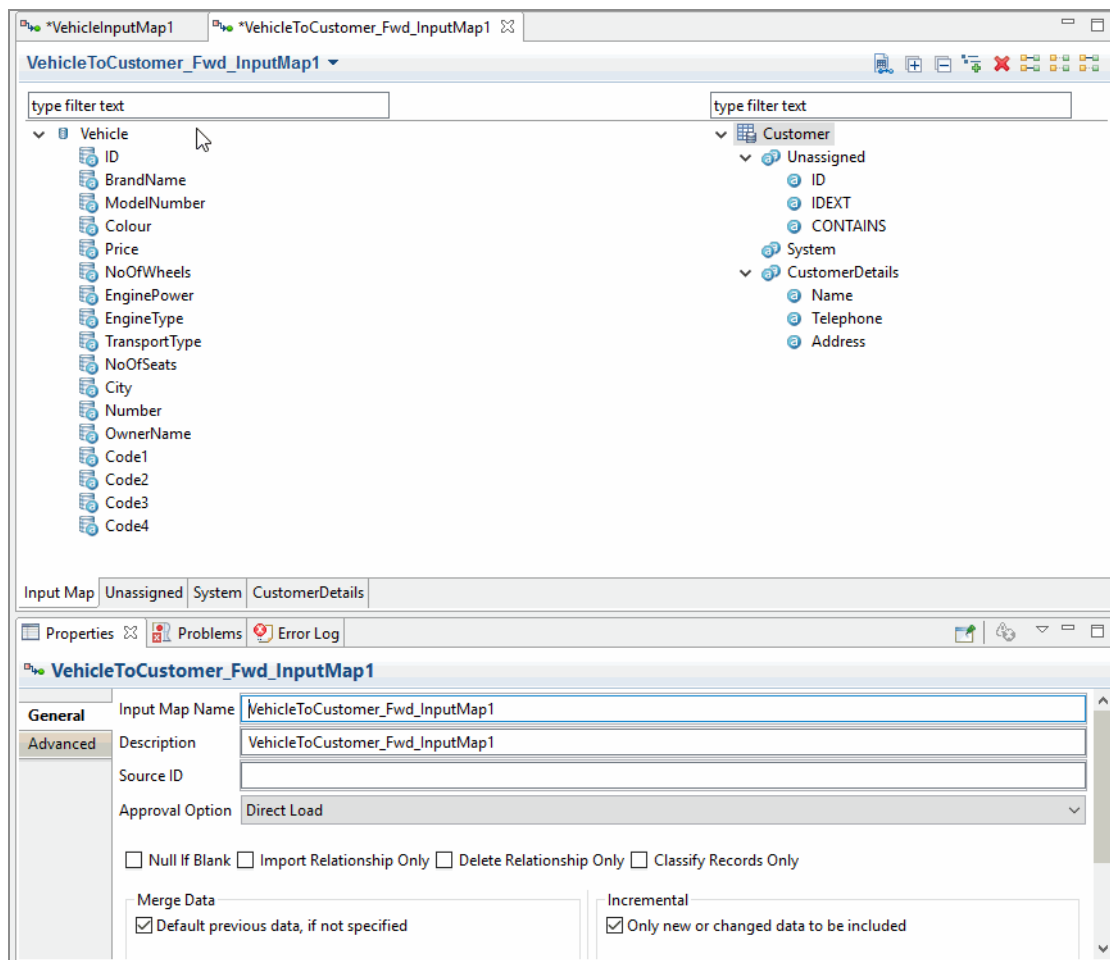 *VehicleInputMap1
*VehicleToCustomer_Fwd_InputMap1
VehicleToCustomer_Fwd_InputMap1
type filter text
Vehicle
ID
BrandName
ModelNumber
Colour
Price
NoOfWheels
EnginePower
EngineType
TransportType
NoOfSeats
City
Number
OwnerName
Code1
Code2
Code3
Code4
type filter text
Customer
Unassigned
ID
IDEXT
CONTAINS
System
CustomerDetails
Name
Telephone
Address
Input Map
Unassigned
System
CustomerDetails
Properties
Problems
Error Log
VehicleToCustomer_Fwd_InputMap1
General
Advanced
Input Map Name
VehicleToCustomer_Fwd_InputMap1
Description
VehicleToCustomer_Fwd_InputMap1
Source ID
Approval Option
Direct Load
Null If Blank
Import Relationship Only
Delete Relationship Only
Classify Records Only
Merge Data
Default previous data, if not specified
Incremental
Only new or changed data to be included